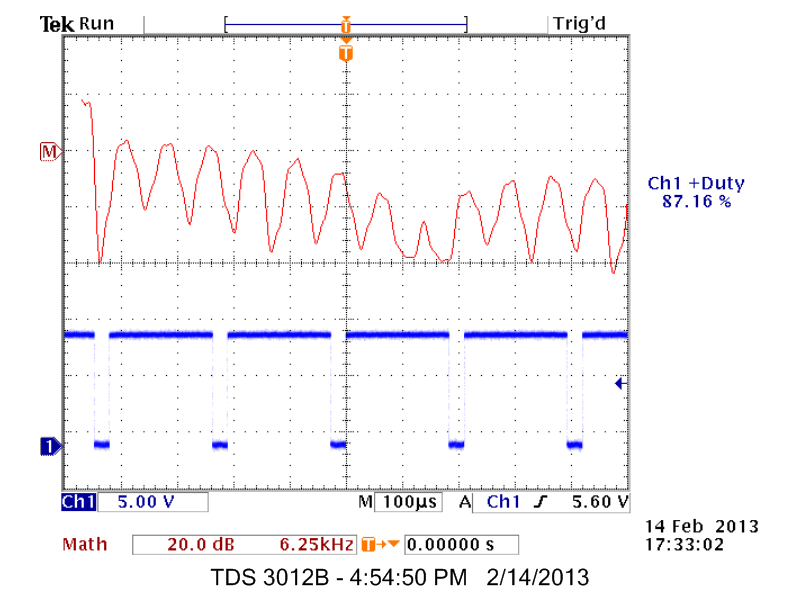 Tek Run Trig'd
T
T
M
Ch1 +Duty
87.16 %
1
Ch1 5.00 V M 100µs A Ch1 5.60 V
Math 20.0 dB 6.25kHz T 0.00000 s
14 Feb 2013
17:33:02
TDS 3012B - 4:54:50 PM 2/14/2013